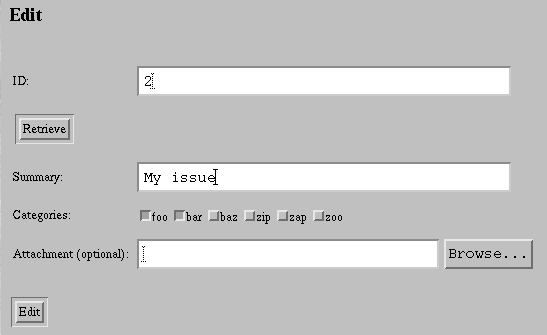 Edit
ID: 2
Retrieve
Summary: My issue
Categories: foo bar baz zip zap zoo
Attachment (optional): Browse...
Edit